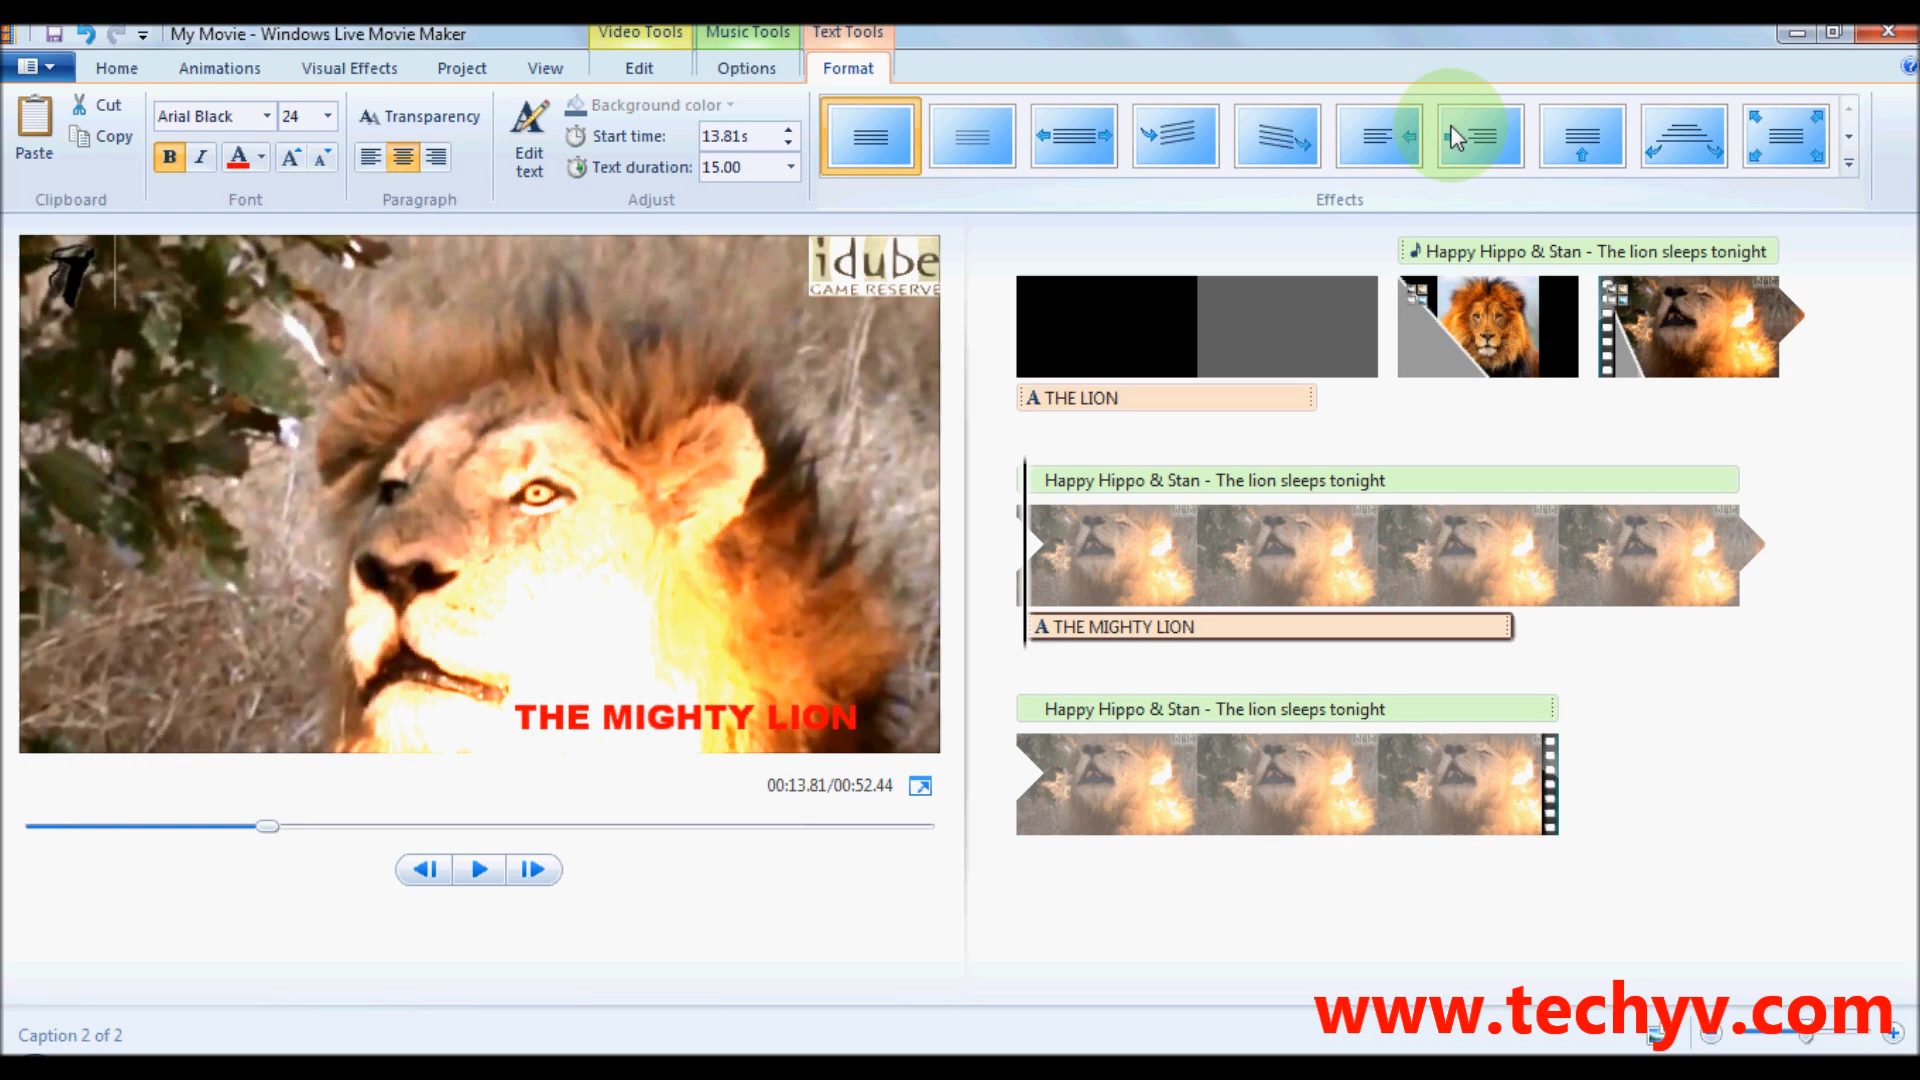 My Movie - Windows Live Movie Maker
Video Tools
Music Tools
Text Tools
Home
Animations
Visual Effects
Project
View
Edit
Options
Format
Paste
Cut
Copy
Clipboard
Arial Black
24
B I A A A
Font
Transparency
Paragraph
Edit text
Background color
Start time: 13.81s
Text duration: 15.00
Adjust
Effects
idube
GAME RESERVE
THE MIGHTY LION
00:13.81/00:52.44
Happy Hippo & Stan - The lion sleeps tonight
A THE LION
Happy Hippo & Stan - The lion sleeps tonight
A THE MIGHTY LION
Happy Hippo & Stan - The lion sleeps tonight
www.techyv.com
Caption 2 of 2